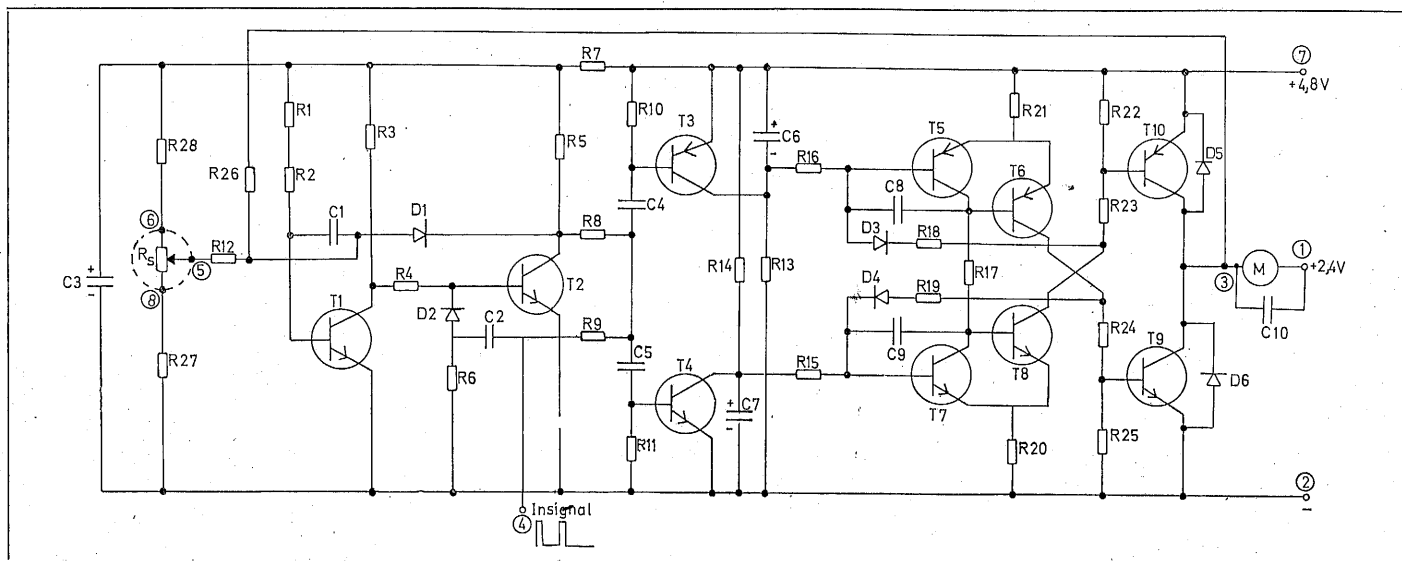 R7
⑦
+4,8V
R1
R10
T3
R21
R22
R3
R28
R5
+
C6
-
T5
T10
D5
R26
R2
R16
T6
⑥
C1
D1
C4
C8
R23
R8
D3
R18
Rs
R12
⑤
R14
R13
R17
M
①
+2,4V
③
+
C3
-
R4
T2
D4
R19
⑧
D2
C2
R9
C10
T1
C9
R24
T9
R27
R6
C5
T4
R15
T8
D6
+
C7
-
T7
R11
R20
R25
④
Insignal
②
-